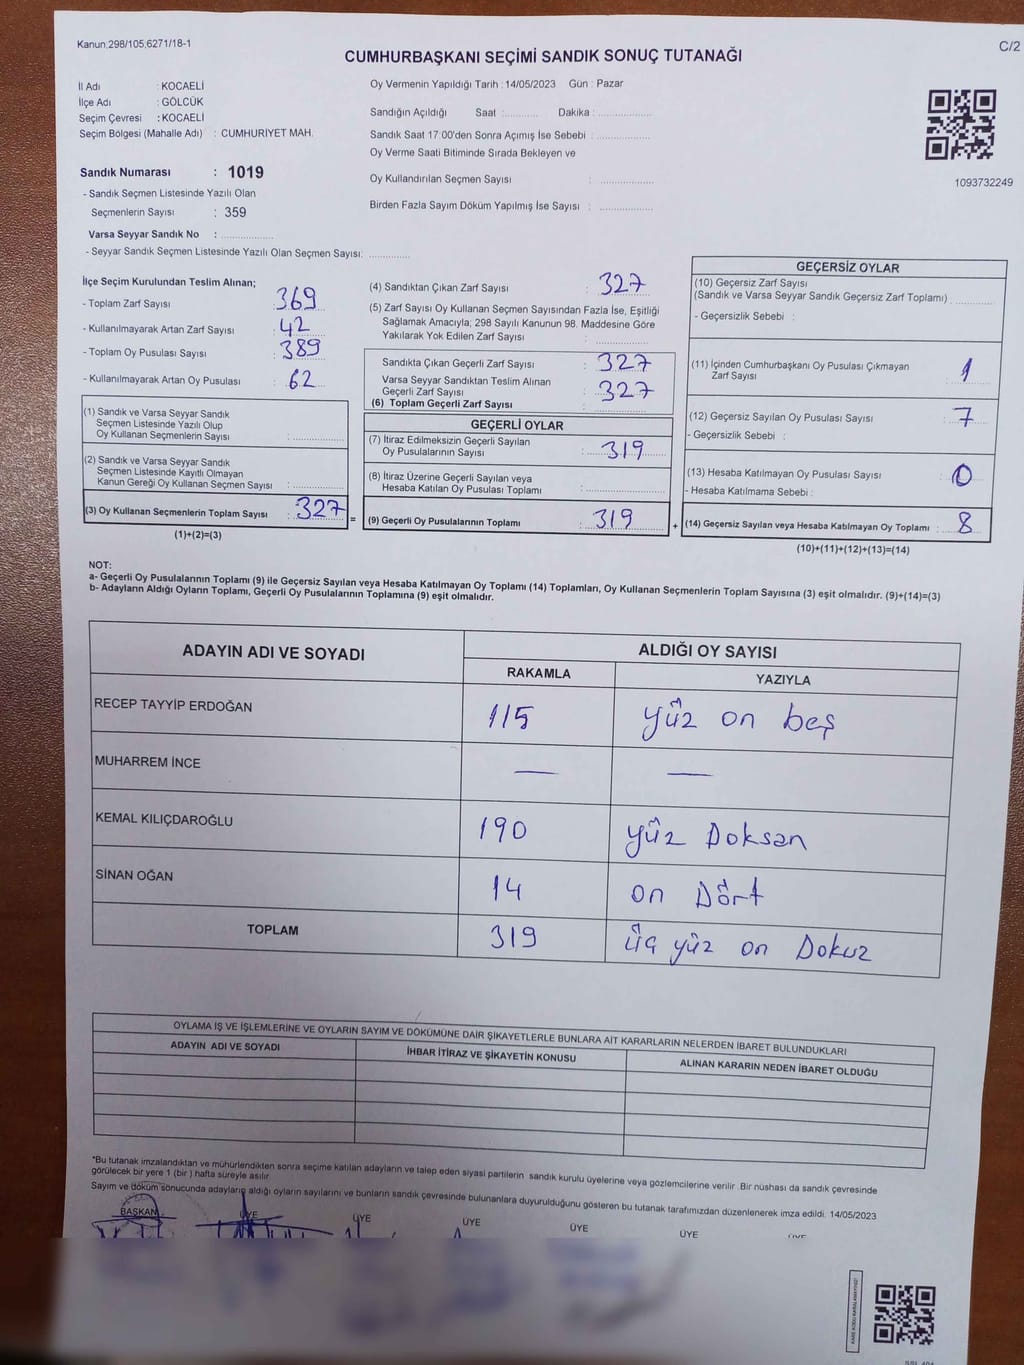 Kanun.298/105,6271/18-1
C/2
CUMHURBAŞKANI SEÇİMİ SANDIK SONUÇ TUTANAĞI
İl Adı : KOCAELİ
İlçe Adı : GÖLCÜK
Seçim Çevresi : KOCAELİ
Seçim Bölgesi (Mahalle Adı) : CUMHURİYET MAH.
Oy Vermenin Yapıldığı Tarih : 14/05/2023 Gün : Pazar
Sandığın Açıldığı Saat : ............ Dakika : ..................
Sandık Saat 17:00'den Sonra Açımış İse Sebebi : ..................
Oy Verme Saati Bitiminde Sırada Bekleyen ve
Oy Kullandırılan Seçmen Sayısı : ..................
Birden Fazla Sayım Döküm Yapılmış İse Sayısı : ..................
1093732249
Sandık Numarası : 1019
- Sandık Seçmen Listesinde Yazılı Olan
Seçmenlerin Sayısı : 359
Varsa Seyyar Sandık No : ..................
- Seyyar Sandık Seçmen Listesinde Yazılı Olan Seçmen Sayısı: ..............
İlçe Seçim Kurulundan Teslim Alınan;
- Toplam Zarf Sayısı : 369
- Kullanılmayarak Artan Zarf Sayısı : 42
- Toplam Oy Pusulası Sayısı : 389
- Kullanılmayarak Artan Oy Pusulası : 62
(1) Sandık ve Varsa Seyyar Sandık
Seçmen Listesinde Yazılı Olup
Oy Kullanan Seçmenlerin Sayısı : ..............
(2) Sandık ve Varsa Seyyar Sandık
Seçmen Listesinde Kayıtlı Olmayan
Kanun Gereği Oy Kullanan Seçmen Sayısı : ..............
(3) Oy Kullanan Seçmenlerin Toplam Sayısı : 327 =
(1)+(2)=(3)
(4) Sandıktan Çıkan Zarf Sayısı : 327
(5) Zarf Sayısı Oy Kullanan Seçmen Sayısından Fazla İse, Eşitliği
Sağlamak Amacıyla; 298 Sayılı Kanunun 98. Maddesine Göre
Yakılarak Yok Edilen Zarf Sayısı : ..............
Sandıkta Çıkan Geçerli Zarf Sayısı : 327
Varsa Seyyar Sandıktan Teslim Alınan
Geçerli Zarf Sayısı : 327
(6) Toplam Geçerli Zarf Sayısı : ..............
GEÇERLİ OYLAR
(7) İtiraz Edilmeksizin Geçerli Sayılan
Oy Pusulalarının Sayısı : 319
(8) İtiraz Üzerine Geçerli Sayılan veya
Hesaba Katılan Oy Pusulası Toplamı : ..............
(9) Geçerli Oy Pusulalarının Toplamı : 319 +
GEÇERSİZ OYLAR
(10) Geçersiz Zarf Sayısı
(Sandık ve Varsa Seyyar Sandık Geçersiz Zarf Toplamı) ..............
- Geçersizlik Sebebi :
(11) İçinden Cumhurbaşkanı Oy Pusulası Çıkmayan
Zarf Sayısı : 1
(12) Geçersiz Sayılan Oy Pusulası Sayısı : 7
- Geçersizlik Sebebi :
(13) Hesaba Katılmayan Oy Pusulası Sayısı : 0
- Hesaba Katılmama Sebebi :
(14) Geçersiz Sayılan veya Hesaba Katılmayan Oy Toplamı : 8
(10)+(11)+(12)+(13)=(14)
NOT:
a- Geçerli Oy Pusulalarının Toplamı (9) ile Geçersiz Sayılan veya Hesaba Katılmayan Oy Toplamı (14) Toplamları, Oy Kullanan Seçmenlerin Toplam Sayısına (3) eşit olmalıdır. (9)+(14)=(3)
b- Adayların Aldığı Oyların Toplamı, Geçerli Oy Pusulalarının Toplamına (9) eşit olmalıdır.
ADAYIN ADI VE SOYADI
ALDIĞI OY SAYISI
RAKAMLA YAZIYLA
RECEP TAYYİP ERDOĞAN 115 yüz on beş
MUHARREM İNCE — —
KEMAL KILIÇDAROĞLU 190 yüz Doksan
SİNAN OĞAN 14 on Dört
TOPLAM 319 üç yüz on Dokuz
OYLAMA İŞ VE İŞLEMLERİNE VE OYLARIN SAYIM VE DÖKÜMÜNE DAİR ŞİKAYETLERLE BUNLARA AİT KARARLARIN NELERDEN İBARET BULUNDUKLARI
ADAYIN ADI VE SOYADI İHBAR İTİRAZ VE ŞİKAYETİN KONUSU ALINAN KARARIN NEDEN İBARET OLDUĞU
*Bu tutanak imzalandıktan ve mühürlendikten sonra seçime katılan adayların ve talep eden siyasi partilerin sandık kurulu üyelerine veya gözlemcilerine verilir .Bir nüshası da sandık çevresinde
görülecek bir yere 1 (bir ) hafta süreyle asılır
Sayım ve döküm sonucunda adayların aldığı oyların sayılarını ve bunların sandık çevresinde bulunanlara duyurulduğunu gösteren bu tutanak tarafımızdan düzenlenerek imza edildi. 14/05/2023
BAŞKAN ÜYE ÜYE ÜYE ÜYE ÜYE ÜYE